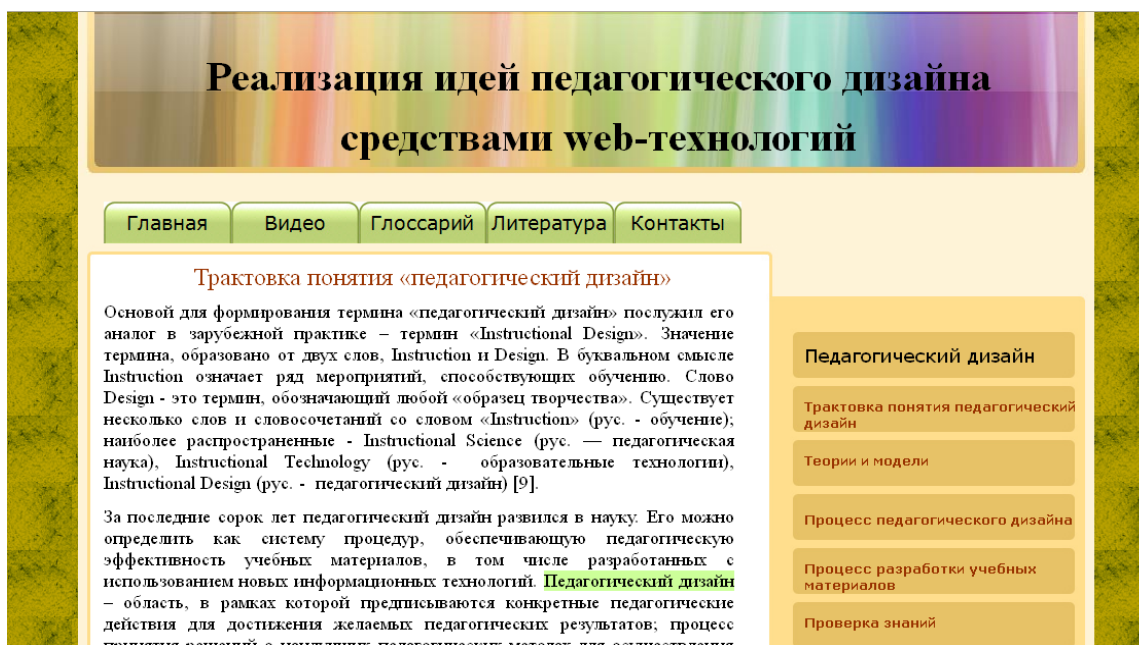 Реализация идей педагогического дизайна
средствами web-технологий
Главная Видео Глоссарий Литература Контакты
Трактовка понятия «педагогический дизайн»
Основой для формирования термина «педагогический дизайн» послужил его
аналог в зарубежной практике – термин «Instructional Design». Значение
термина, образовано от двух слов, Instruction и Design. В буквальном смысле
Instruction означает ряд мероприятий, способствующих обучению. Слово
Design - это термин, обозначающий любой «образец творчества». Существует
несколько слов и словосочетаний со словом «Instruction» (рус. - обучение);
наиболее распространенные - Instructional Science (рус. — педагогическая
наука), Instructional Technology (рус. - образовательные технологии),
Instructional Design (рус. - педагогический дизайн) [9].
За последние сорок лет педагогический дизайн развился в науку. Его можно
определить как систему процедур, обеспечивающую педагогическую
эффективность учебных материалов, в том числе разработанных с
использованием новых информационных технологий. Педагогический дизайн
– область, в рамках которой предписываются конкретные педагогические
действия для достижения желаемых педагогических результатов; процесс
Педагогический дизайн
Трактовка понятия педагогический
дизайн
Теории и модели
Процесс педагогического дизайна
Процесс разработки учебных
материалов
Проверка знаний